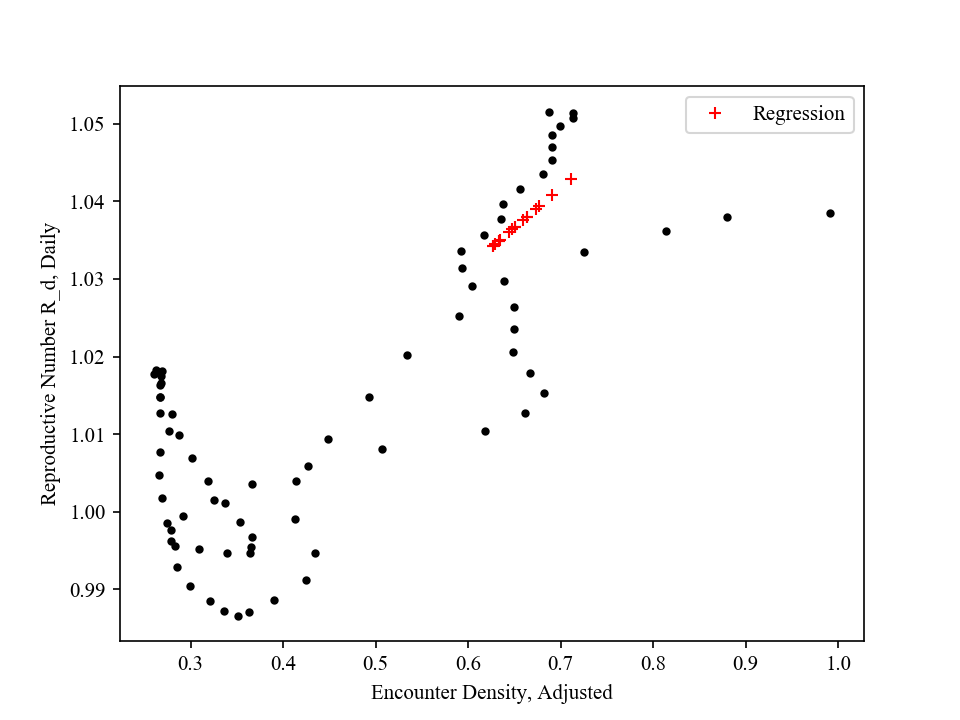 Regression
1.05
1.04
1.03
1.02
1.01
1.00
0.99
Reproductive Number R_d, Daily
0.3 0.4 0.5 0.6 0.7 0.8 0.9 1.0
Encounter Density, Adjusted